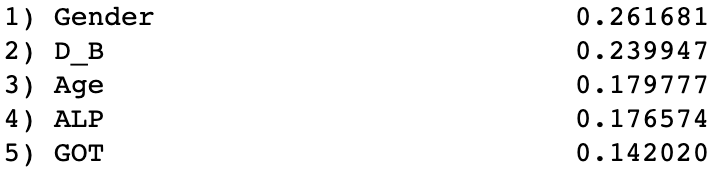 1) Gender 0.261681
2) D_B 0.239947
3) Age 0.179777
4) ALP 0.176574
5) GOT 0.142020